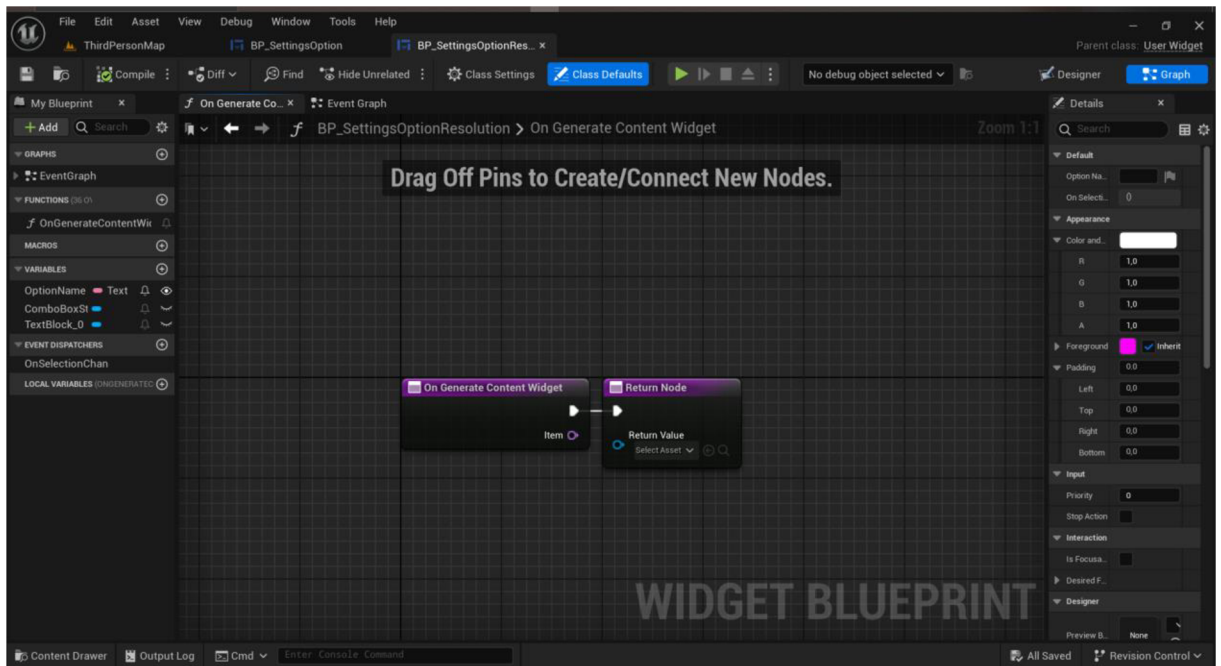 File Edit Asset View Debug Window Tools Help
ThirdPersonMap BP_SettingsOption BP_SettingsOptionRes… × Parent class: User Widget
Compile Diff Find Hide Unrelated Class Settings Class Defaults No debug object selected Designer Graph
My Blueprint × On Generate Co… × Event Graph Details ×
+ Add Search BP_SettingsOptionResolution > On Generate Content Widget Zoom 1:1 Search
GRAPHS
EventGraph
FUNCTIONS
f OnGenerateContentWic
MACROS
VARIABLES
OptionName Text
ComboBoxSt
TextBlock_0
EVENT DISPATCHERS
OnSelectionChan
LOCAL VARIABLES (ONGENERATEC
Drag Off Pins to Create/Connect New Nodes.
On Generate Content Widget
Item
Return Node
Return Value
Select Asset
WIDGET BLUEPRINT
Default
Option Na..
On Selecti.. 0
Appearance
Color and..
R 1,0
G 1,0
B 1,0
A 1,0
Foreground Inherit
Padding 0.0
Left 0,0
Top 0,0
Right 0,0
Bottom 0,0
Input
Priority 0
Stop Action
Interaction
Is Focusa..
Desired F..
Designer
Preview B.. None
Content Drawer Output Log Cmd Enter Console Command All Saved Revision Control